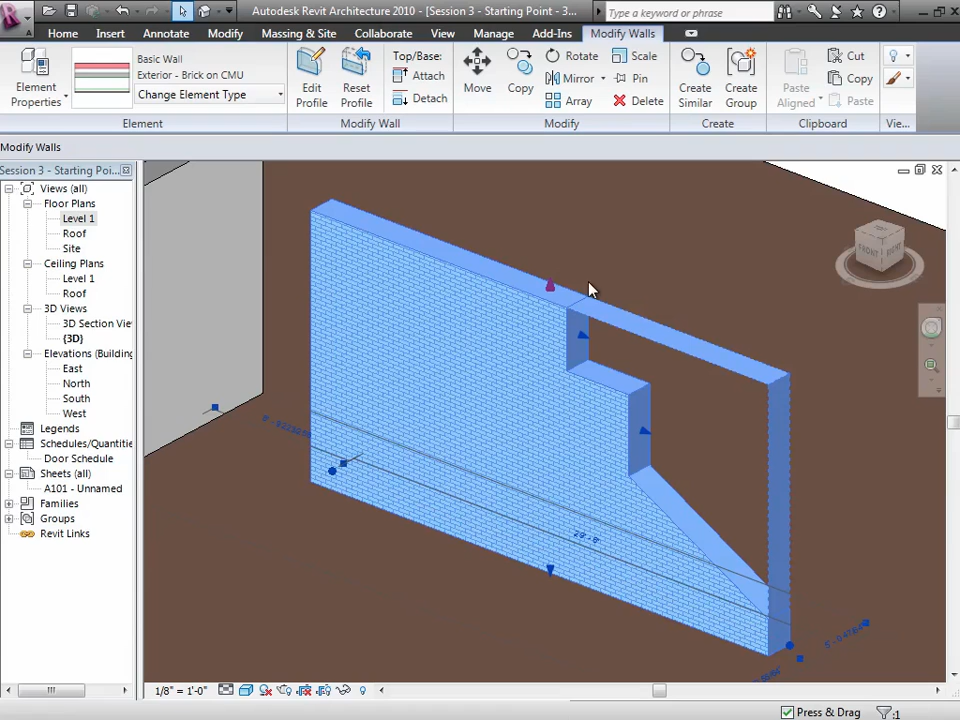 Autodesk Revit Architecture 2010 - [Session 3 - Starting Point - 3...
Type a keyword or phrase
Home Insert Annotate Modify Massing & Site Collaborate View Manage Add-Ins Modify Walls
Element Properties
Basic Wall
Exterior - Brick on CMU
Change Element Type
Edit Profile
Reset Profile
Top/Base:
Attach
Detach
Move
Copy
Rotate
Mirror
Array
Scale
Pin
Delete
Create Similar
Create Group
Paste Aligned
Cut
Copy
Paste
Element Modify Wall Modify Create Clipboard Vie...
Modify Walls
Session 3 - Starting Poi...
Views (all)
Floor Plans
Level 1
Roof
Site
Ceiling Plans
Level 1
Roof
3D Views
3D Section Vie
(3D)
Elevations (Building
East
North
South
West
Legends
Schedules/Quantitie
Door Schedule
Sheets (all)
A101 - Unnamed
Families
Groups
Revit Links
FRONT RIGHT
29' - 8"
1/8" = 1'-0"
Press & Drag
:1